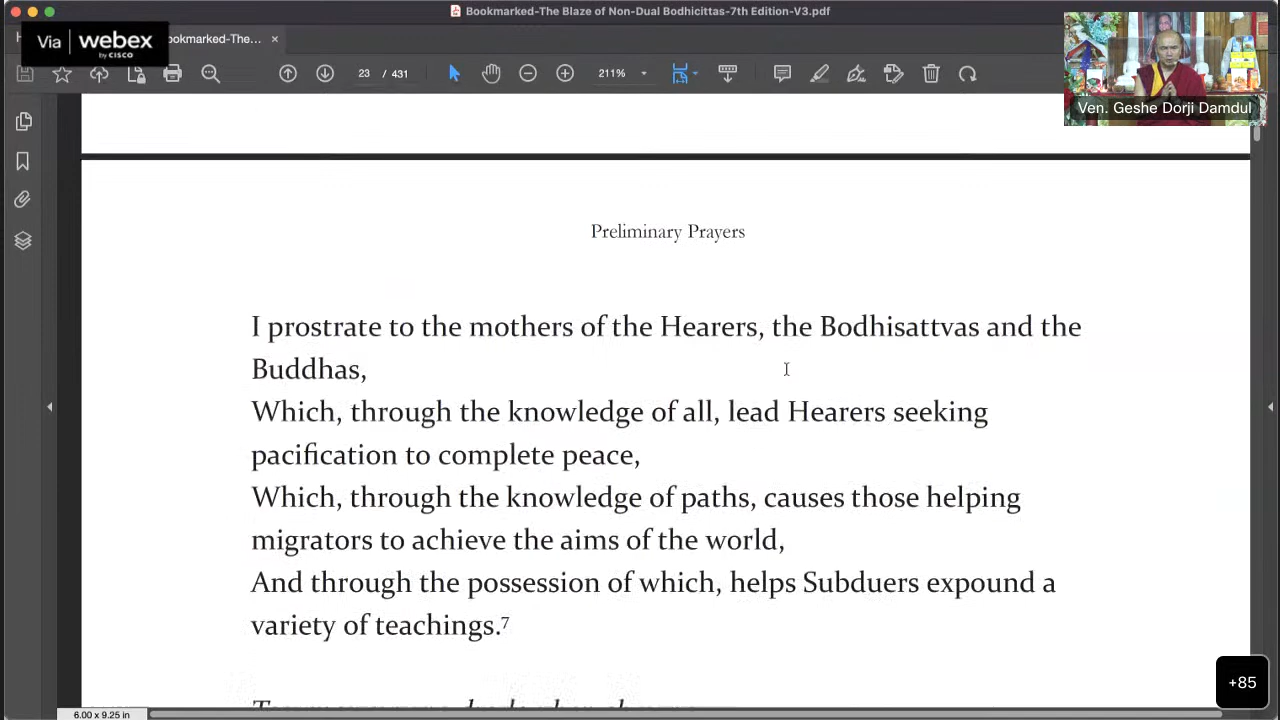 Bookmarked-The Blaze of Non-Dual Bodhicittas-7th Edition-V3.pdf
Via webex
by CISCO
ookmarked-The...
23 / 431
211%
Ven. Geshe Dorji Damdul
Preliminary Prayers
I prostrate to the mothers of the Hearers, the Bodhisattvas and the
Buddhas,
Which, through the knowledge of all, lead Hearers seeking
pacification to complete peace,
Which, through the knowledge of paths, causes those helping
migrators to achieve the aims of the world,
And through the possession of which, helps Subduers expound a
variety of teachings.⁷
+85
6.00 x 9.25 in